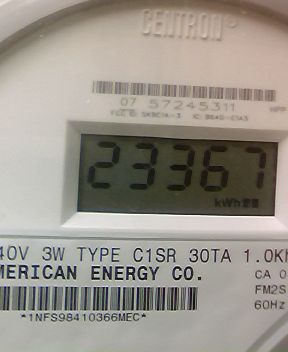 CENTRON
07 57245311
23367
kWh
40V 3W TYPE C1SR 30TA 1.0Kh
MERICAN ENERGY CO.
CA 0
FM2S
60Hz
*1NFS98410366MEC*